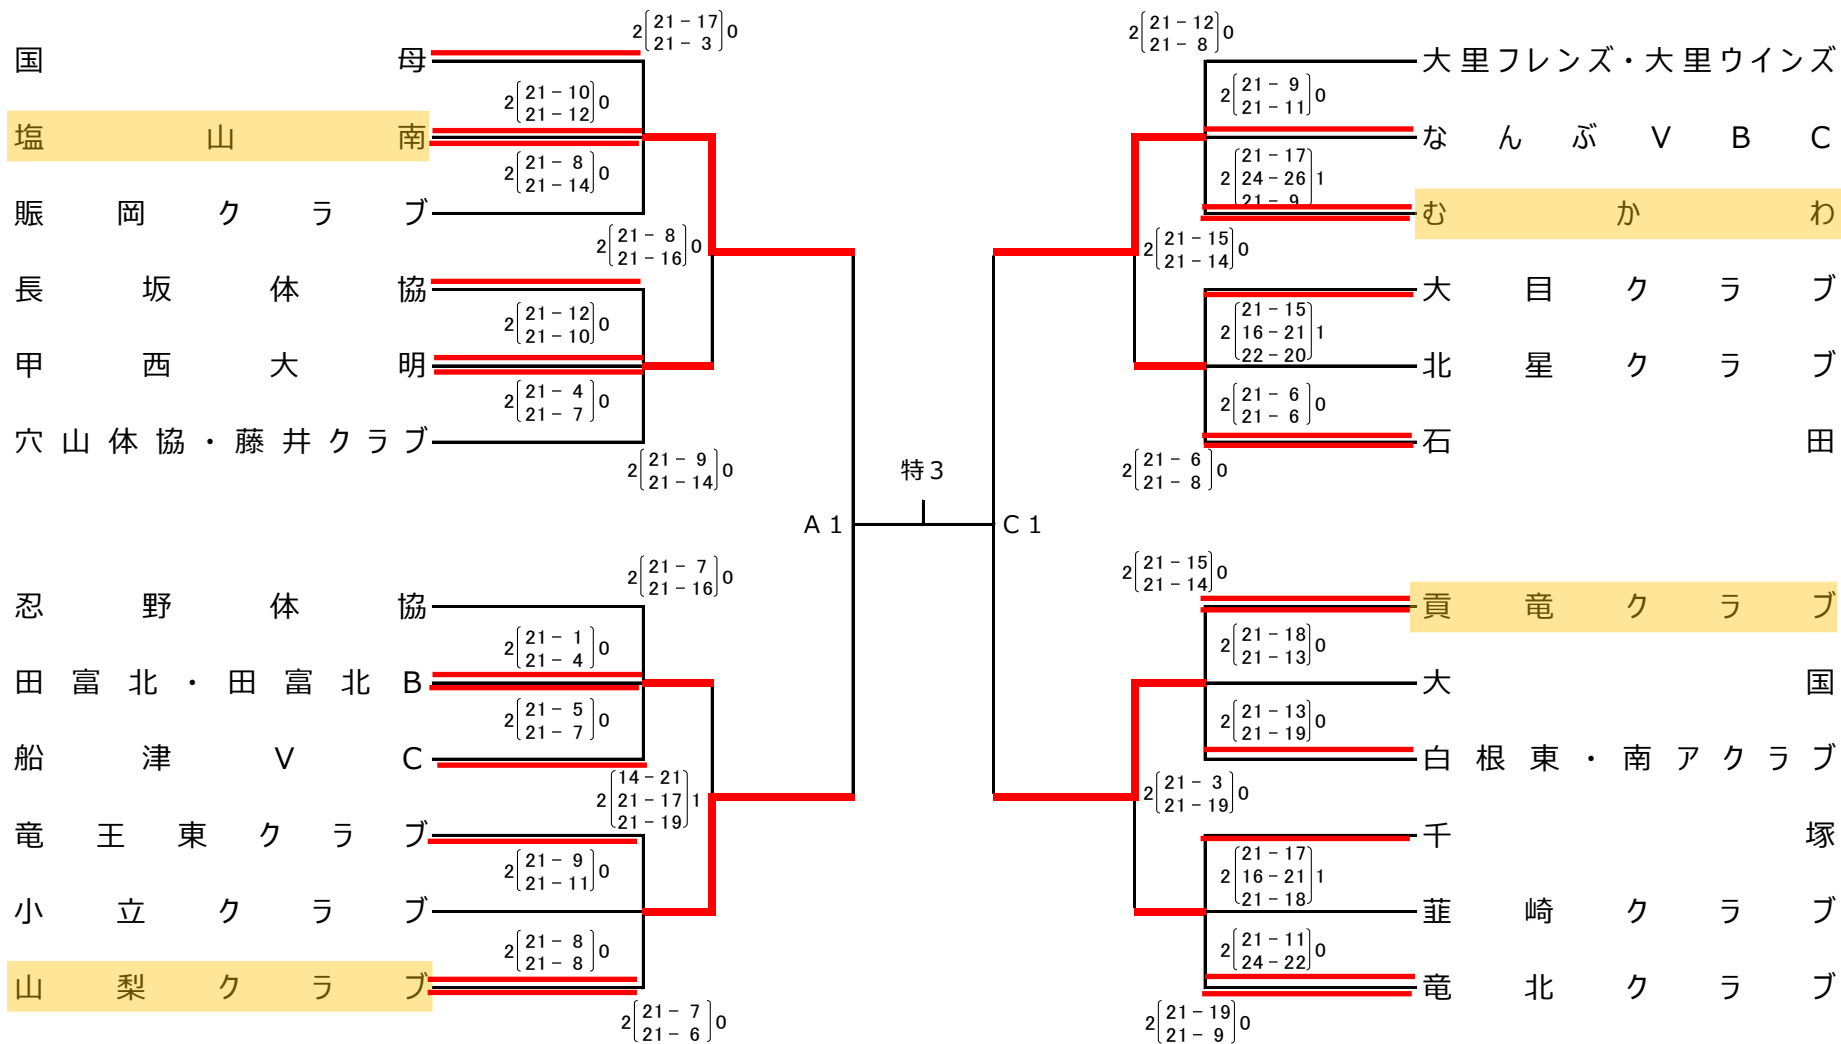 2 21－17 21－3 0
国母
2 21－10 21－12 0
塩山南
2 21－8 21－14 0
賑岡クラブ
2 21－8 21－16 0
長坂体協
2 21－12 21－10 0
甲西大明
2 21－4 21－7 0
穴山体協・藤井クラブ
2 21－9 21－14 0
2 21－7 21－16 0
忍野体協
2 21－1 21－4 0
田富北・田富北B
2 21－5 21－7 0
船津VC
2 14－21 21－17 21－19 1
竜王東クラブ
2 21－9 21－11 0
小立クラブ
2 21－8 21－8 0
山梨クラブ
2 21－7 21－6 0
特3
A1
C1
2 21－12 21－8 0
大里フレンズ・大里ウインズ
2 21－9 21－11 0
なんぶVBC
2 21－17 24－26 21－9 1
むかわ
2 21－15 21－14 0
大目クラブ
2 21－15 16－21 22－20 1
北星クラブ
2 21－6 21－6 0
石田
2 21－6 21－8 0
2 21－15 21－14 0
貢竜クラブ
2 21－18 21－13 0
大国
2 21－13 21－19 0
白根東・南アクラブ
2 21－3 21－19 0
千塚
2 21－17 16－21 21－18 1
韮崎クラブ
2 21－11 24－22 0
竜北クラブ
2 21－19 21－9 0